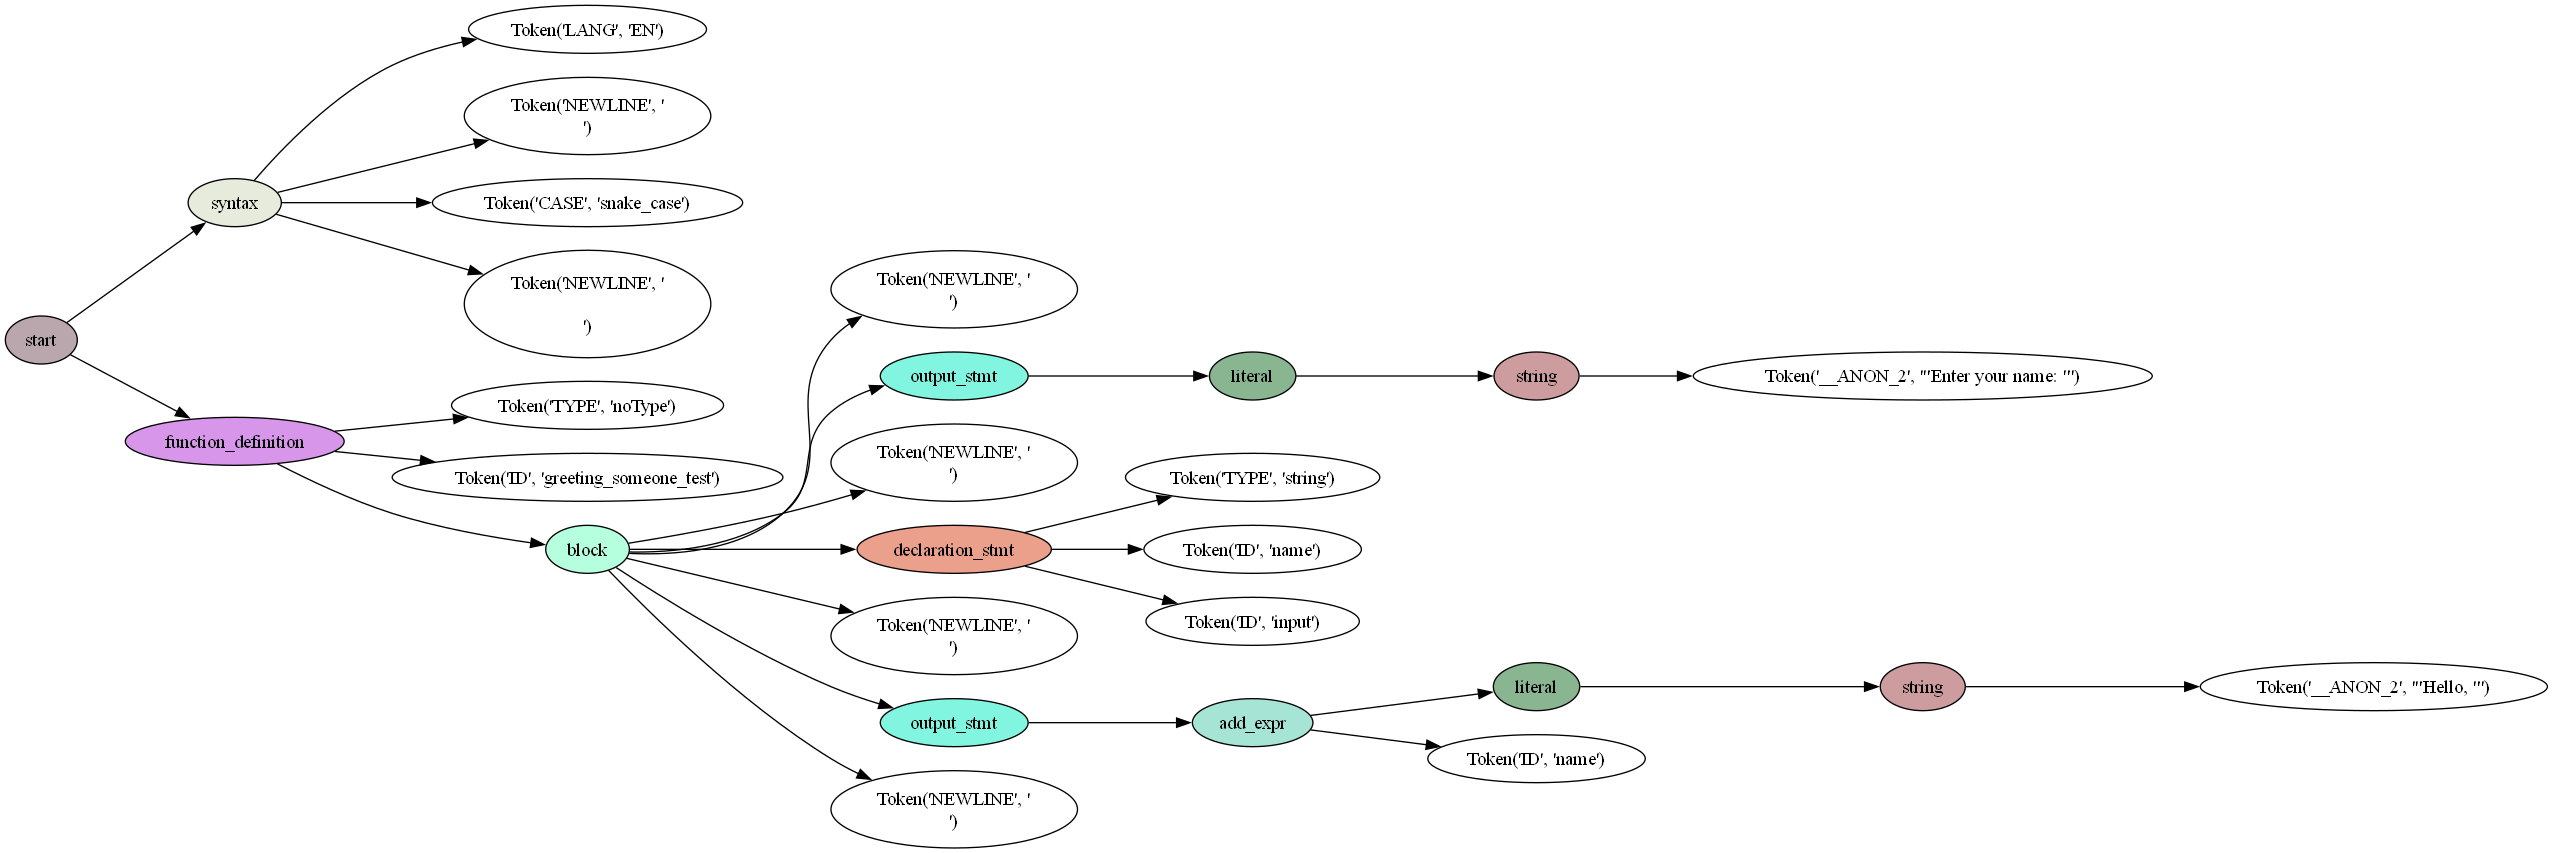 Token('LANG', 'EN')
Token('NEWLINE', '
')
syntax
Token('CASE', 'snake_case')
Token('NEWLINE', '
')
start
Token('TYPE', 'noType')
function_definition
Token('ID', 'greeting_someone_test')
block
Token('NEWLINE', '
')
output_stmt
literal
string
Token('__ANON_2', "'Enter your name: '")
Token('NEWLINE', '
')
declaration_stmt
Token('TYPE', 'string')
Token('ID', 'name')
Token('ID', 'input')
Token('NEWLINE', '
')
output_stmt
add_expr
literal
string
Token('__ANON_2', "'Hello, '")
Token('ID', 'name')
Token('NEWLINE', '
')